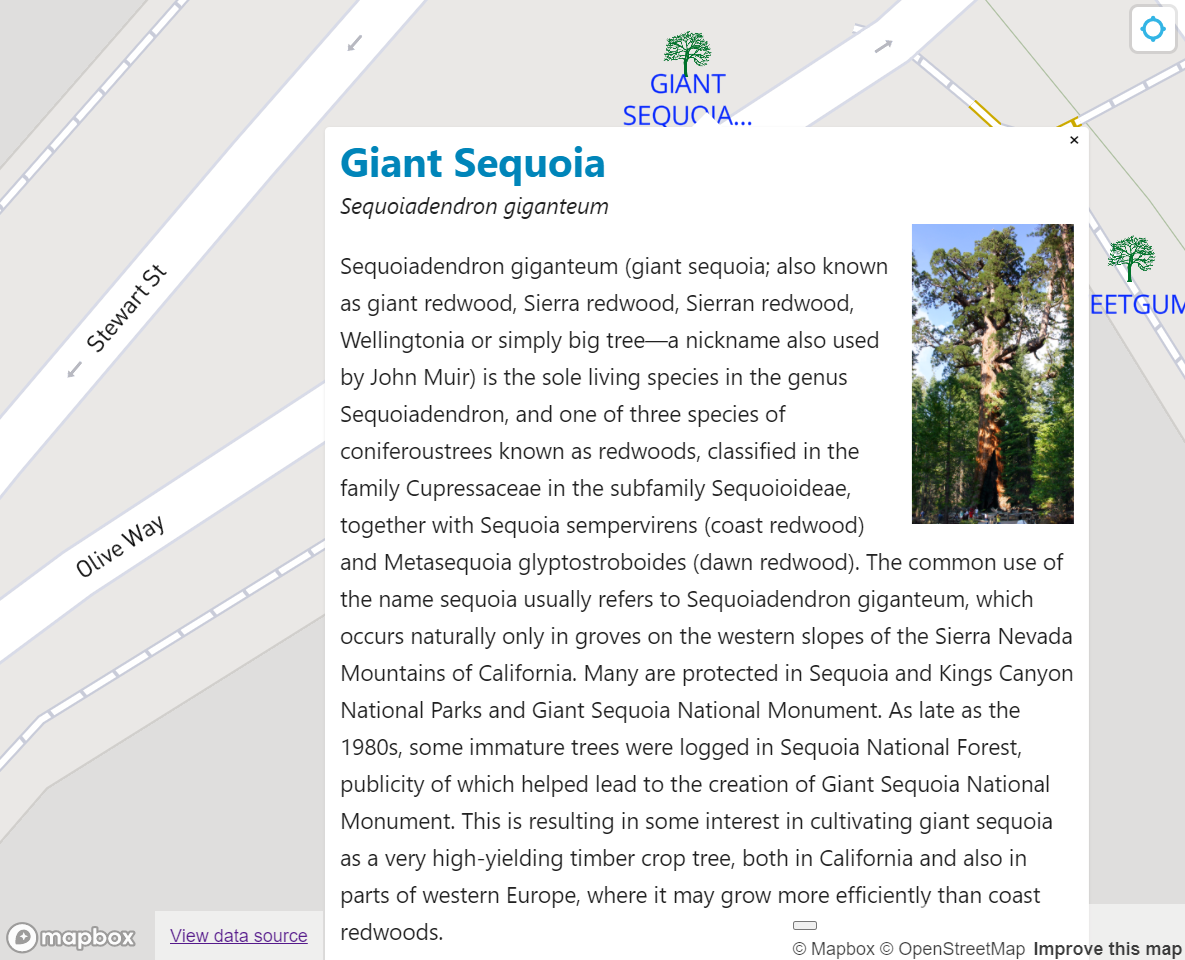 GIANT
SEQUOIA...
Giant Sequoia
×
Sequoiadendron giganteum
Sequoiadendron giganteum (giant sequoia; also known
as giant redwood, Sierra redwood, Sierran redwood,
Wellingtonia or simply big tree—a nickname also used
by John Muir) is the sole living species in the genus
Sequoiadendron, and one of three species of
coniferoustrees known as redwoods, classified in the
family Cupressaceae in the subfamily Sequoioideae,
together with Sequoia sempervirens (coast redwood)
and Metasequoia glyptostroboides (dawn redwood). The common use of
the name sequoia usually refers to Sequoiadendron giganteum, which
occurs naturally only in groves on the western slopes of the Sierra Nevada
Mountains of California. Many are protected in Sequoia and Kings Canyon
National Parks and Giant Sequoia National Monument. As late as the
1980s, some immature trees were logged in Sequoia National Forest,
publicity of which helped lead to the creation of Giant Sequoia National
Monument. This is resulting in some interest in cultivating giant sequoia
as a very high-yielding timber crop tree, both in California and also in
parts of western Europe, where it may grow more efficiently than coast
redwoods.
EETGUM
Stewart St
Olive Way
mapbox
View data source
© Mapbox © OpenStreetMap Improve this map